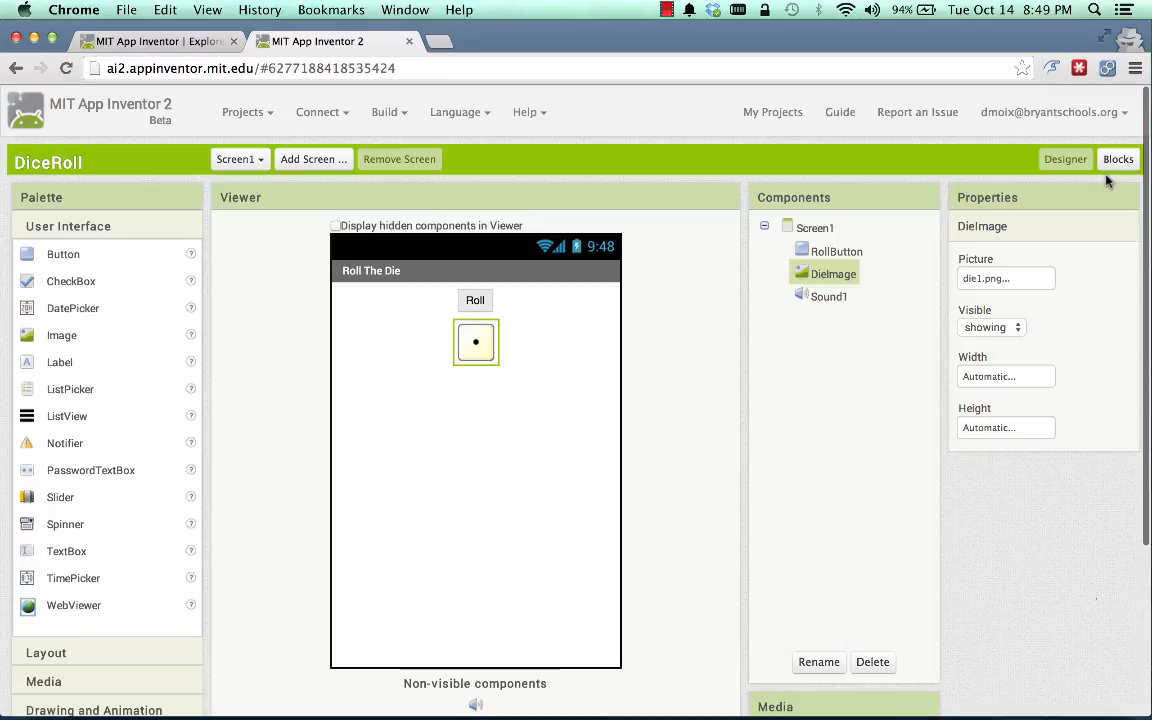 Chrome File Edit View History Bookmarks Window Help 94% Tue Oct 14 8:49 PM
MIT App Inventor | Explore × MIT App Inventor 2 ×
ai2.appinventor.mit.edu/#6277188418535424
MIT App Inventor 2
Beta
Projects Connect Build Language Help My Projects Guide Report an Issue dmoix@bryantschools.org
DiceRoll Screen1 Add Screen ... Remove Screen Designer Blocks
Palette Viewer Components Properties
User Interface
Button ?
CheckBox ?
DatePicker ?
Image ?
Label ?
ListPicker ?
ListView ?
Notifier ?
PasswordTextBox ?
Slider ?
Spinner ?
TextBox ?
TimePicker ?
WebViewer ?
Layout
Media
Drawing and Animation
Display hidden components in Viewer
9:48
Roll The Die
Roll
Non-visible components
Screen1
RollButton
DieImage
Sound1
Rename Delete
Media
DieImage
Picture
die1.png...
Visible
showing
Width
Automatic...
Height
Automatic...